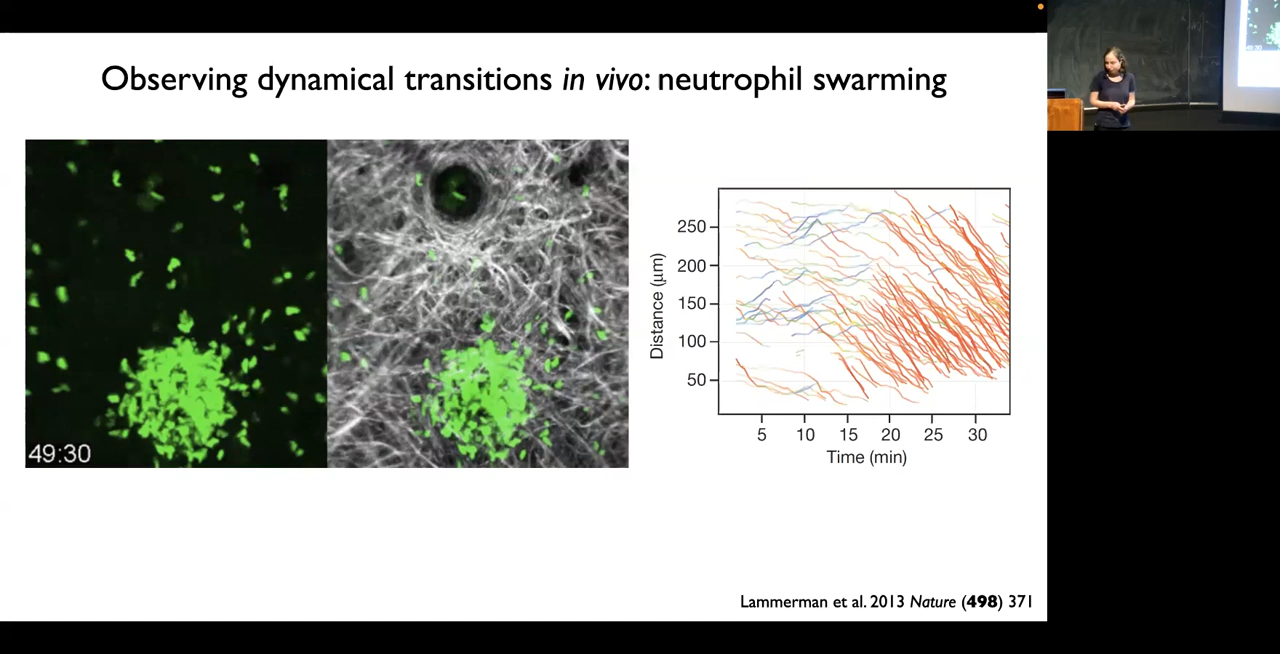 Observing dynamical transitions in vivo: neutrophil swarming
49:30
Distance (μm)
250
200
150
100
50
5 10 15 20 25 30
Time (min)
Lammerman et al. 2013 Nature (498) 371